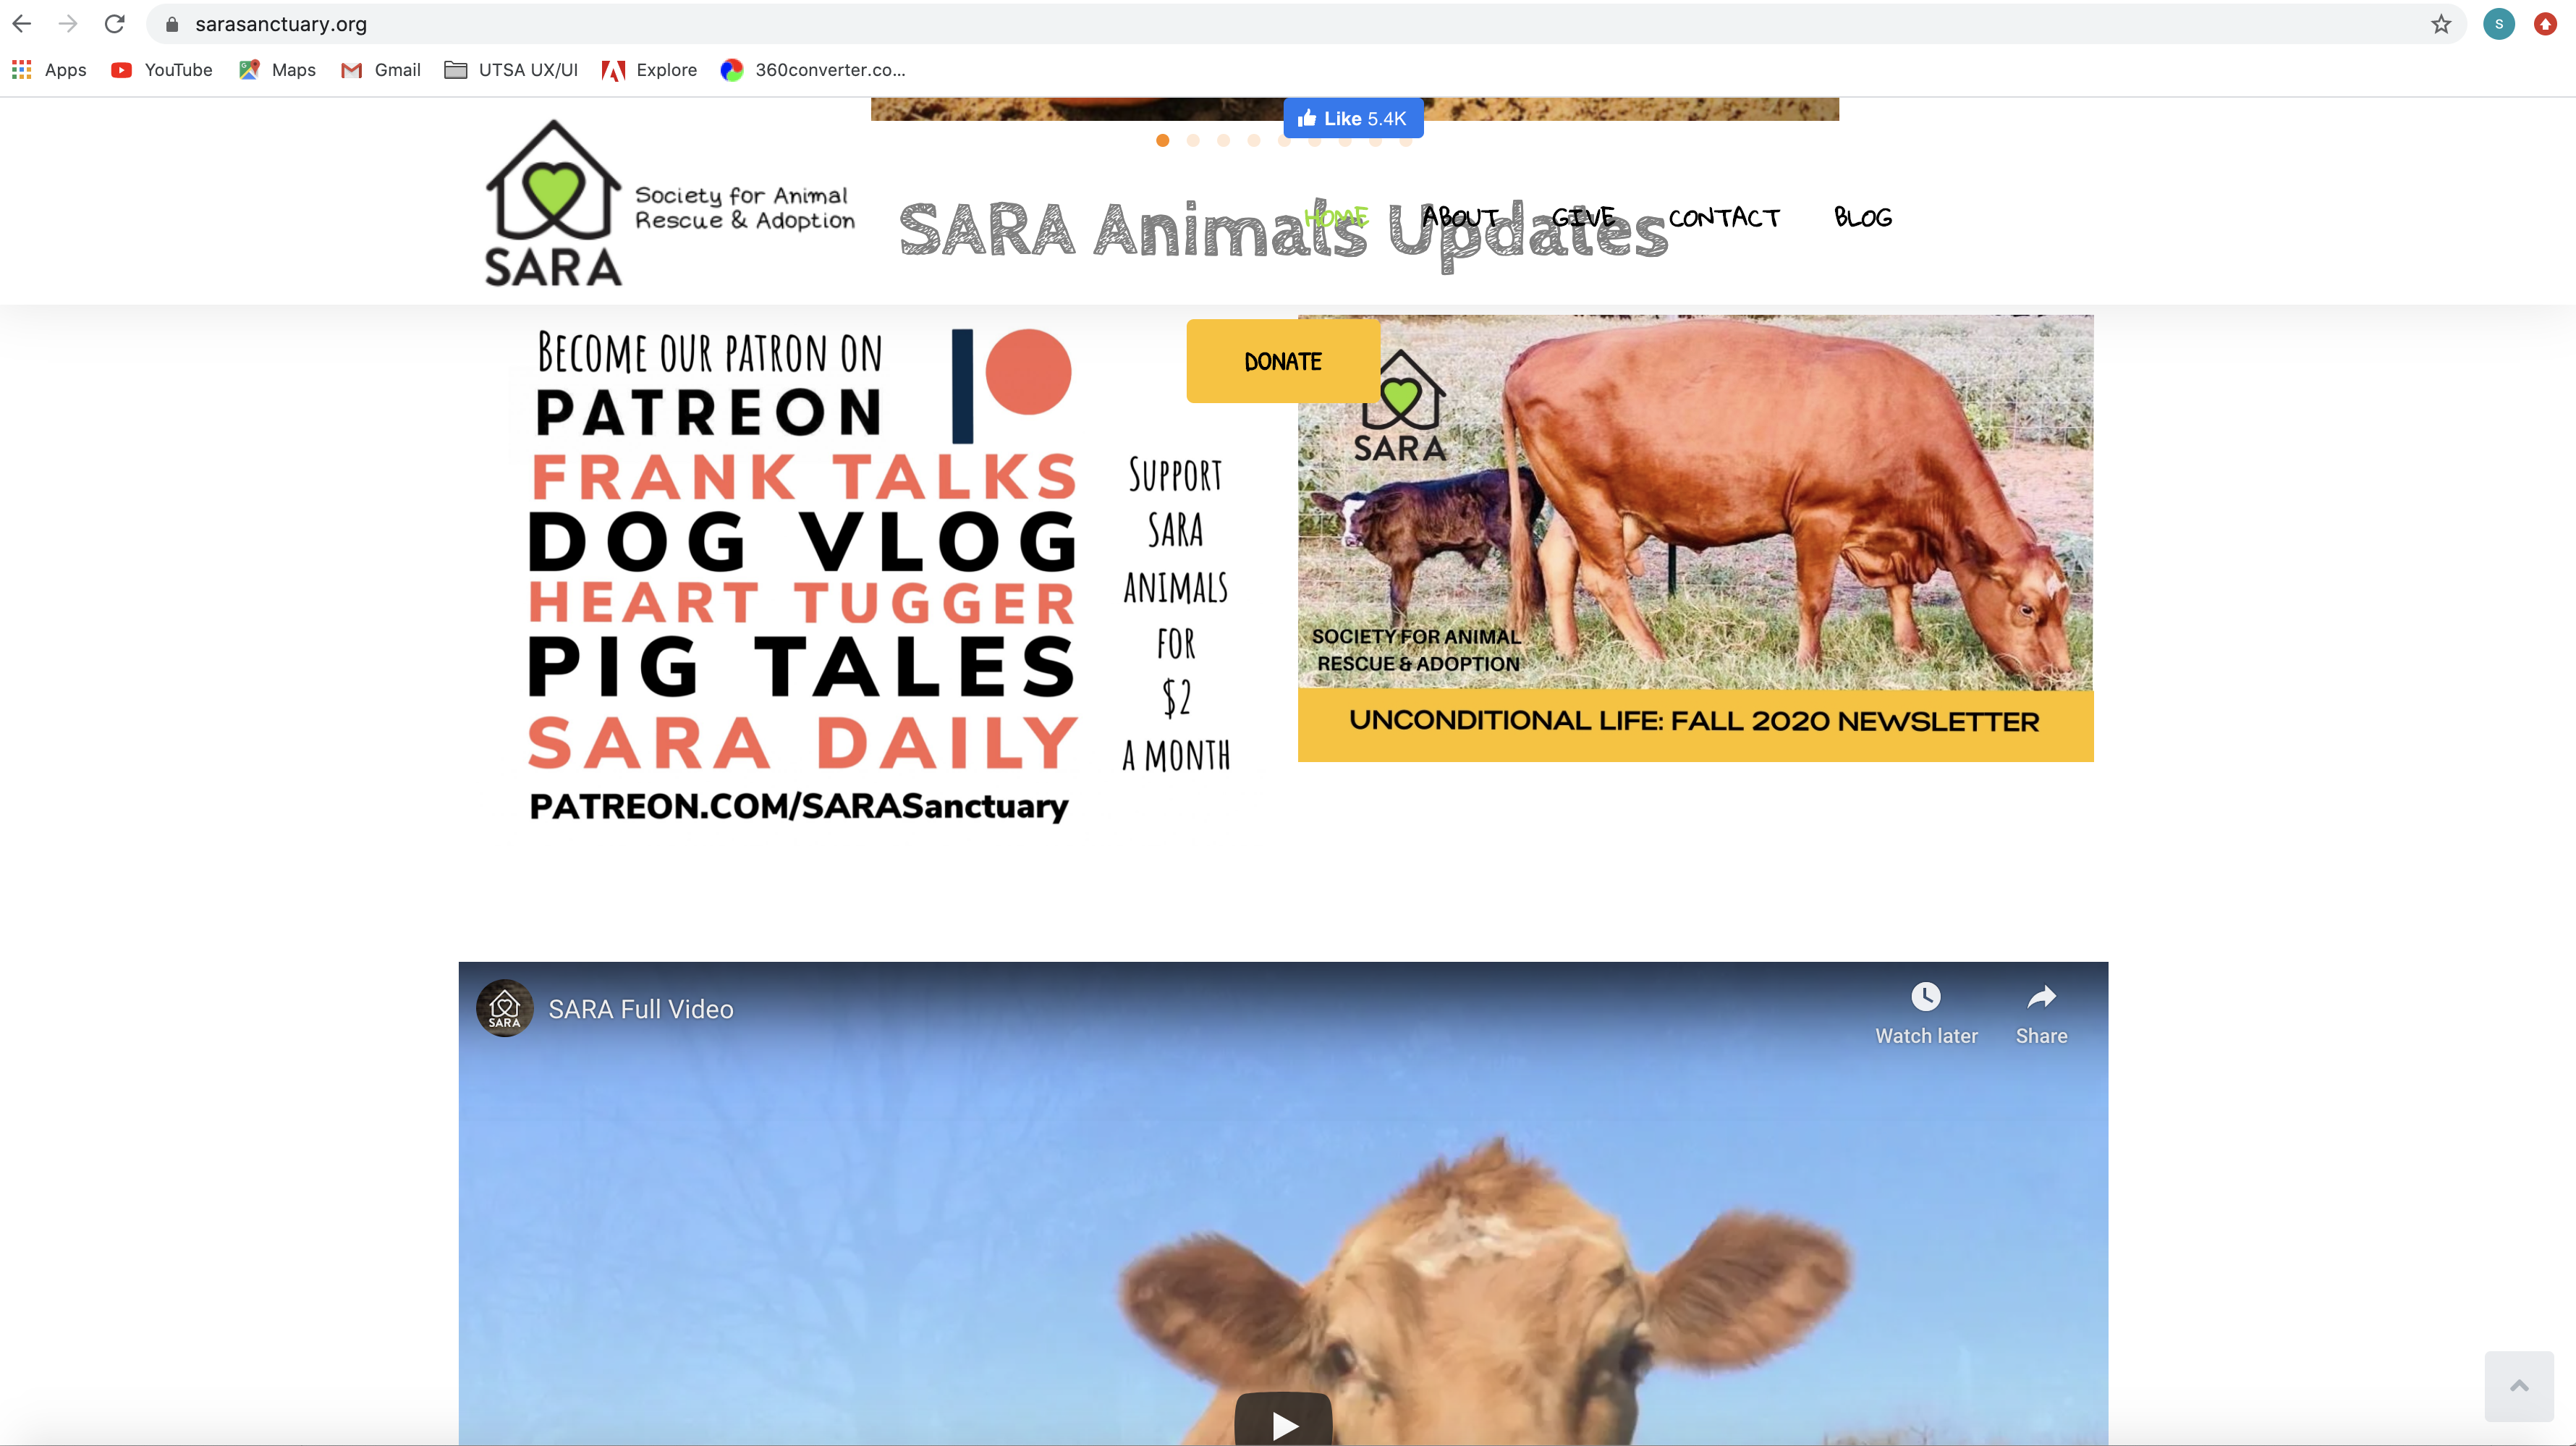 sarasanctuary.org
S
Apps
YouTube
Maps
Gmail
UTSA UX/UI
Explore
360converter.co...
Like 5.4K
Society for Animal
Rescue & Adoption
SARA
SARA Animals Updates
HOME
ABOUT
GIVE
CONTACT
BLOG
BECOME OUR PATRON ON
PATREON
FRANK TALKS
DOG VLOG
HEART TUGGER
PIG TALES
SARA DAILY
PATREON.COM/SARASanctuary
SUPPORT
SARA
ANIMALS
FOR
$2
A MONTH
DONATE
SARA
SOCIETY FOR ANIMAL
RESCUE & ADOPTION
UNCONDITIONAL LIFE: FALL 2020 NEWSLETTER
SARA
SARA Full Video
Watch later
Share